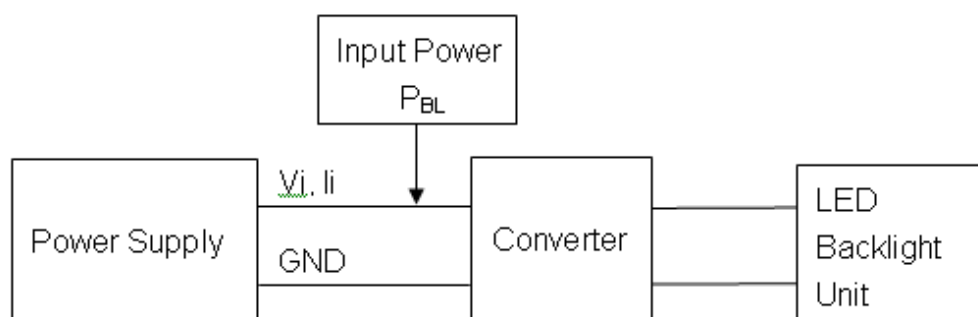 Input Power
PBL
Vi, Ii
Power Supply
GND
Converter
LED
Backlight
Unit